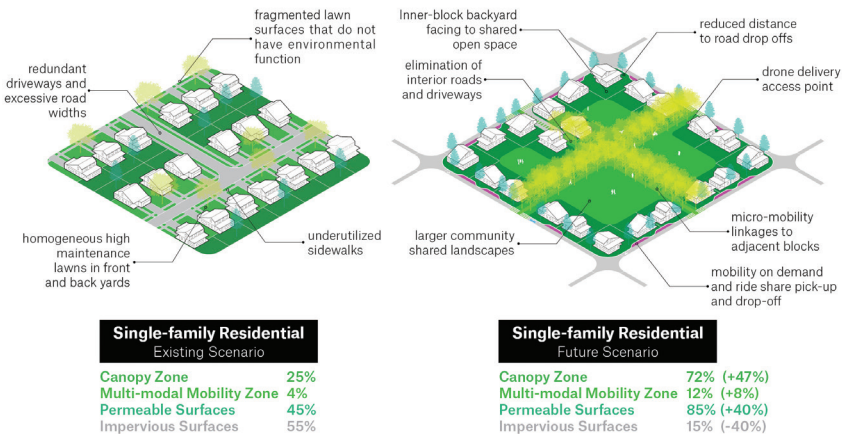 fragmented lawn
surfaces that do not
have environmental
function
redundant
driveways and
excessive road
widths
homogeneous high
maintenance
lawns in front
and back yards
underutilized
sidewalks
Inner-block backyard
facing to shared
open space
elimination of
interior roads
and driveways
reduced distance
to road drop offs
drone delivery
access point
larger community
shared landscapes
micro-mobility
linkages to
adjacent blocks
mobility on demand
and ride share pick-up
and drop-off
Single-family Residential
Existing Scenario
Canopy Zone 25%
Multi-modal Mobility Zone 4%
Permeable Surfaces 45%
Impervious Surfaces 55%
Single-family Residential
Future Scenario
Canopy Zone 72% (+47%)
Multi-modal Mobility Zone 12% (+8%)
Permeable Surfaces 85% (+40%)
Impervious Surfaces 15% (-40%)